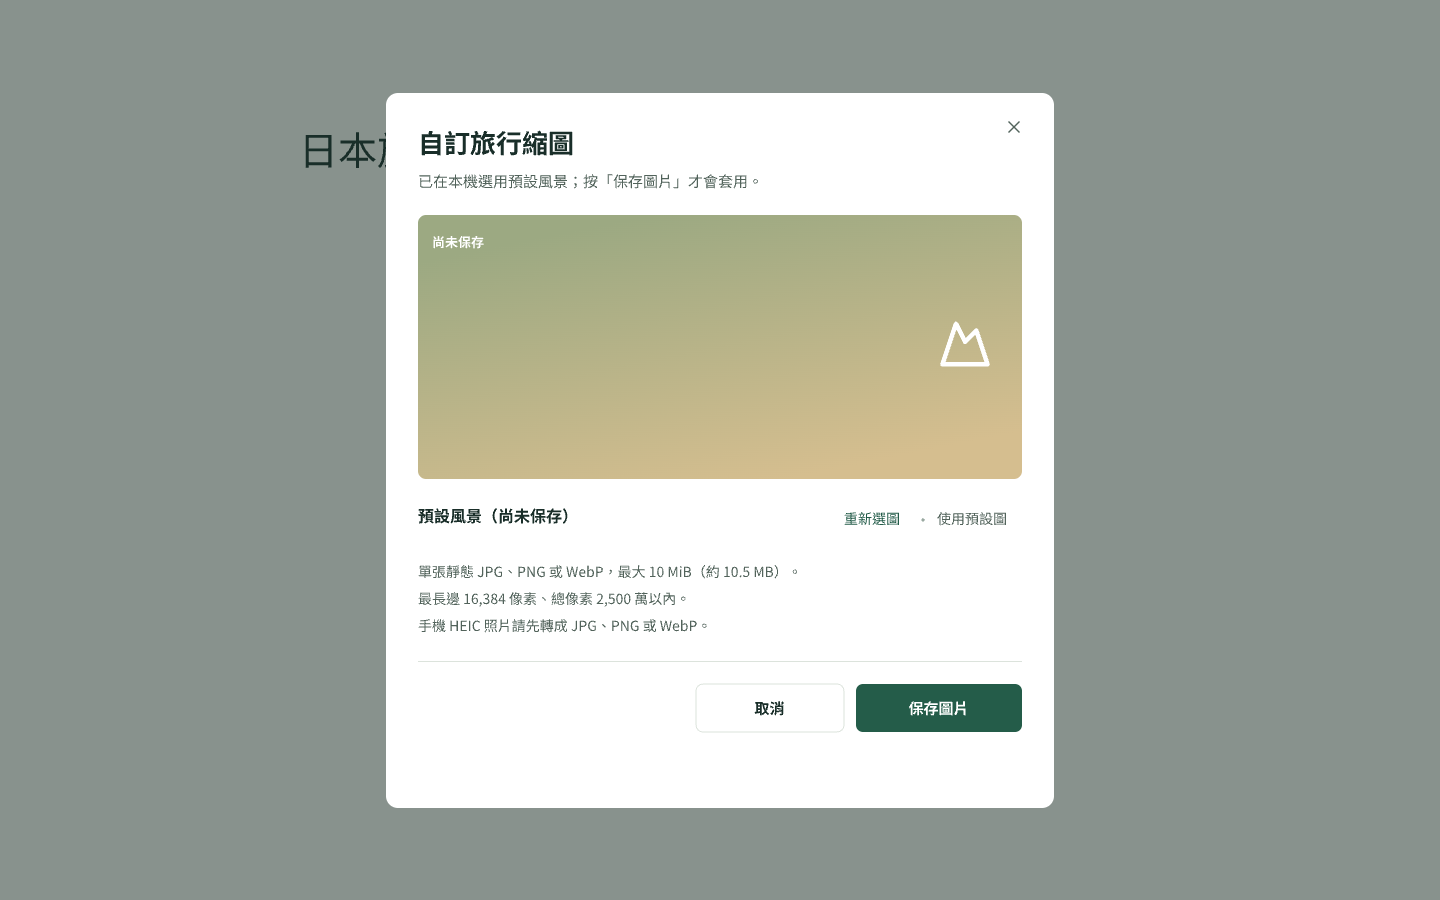 日本
自訂旅行縮圖
已在本機選用預設風景；按「保存圖片」才會套用。
尚未保存
預設風景（尚未保存）
重新選圖 • 使用預設圖
單張靜態 JPG、PNG 或 WebP，最大 10 MiB（約 10.5 MB）。
最長邊 16,384 像素、總像素 2,500 萬以內。
手機 HEIC 照片請先轉成 JPG、PNG 或 WebP。
取消
保存圖片